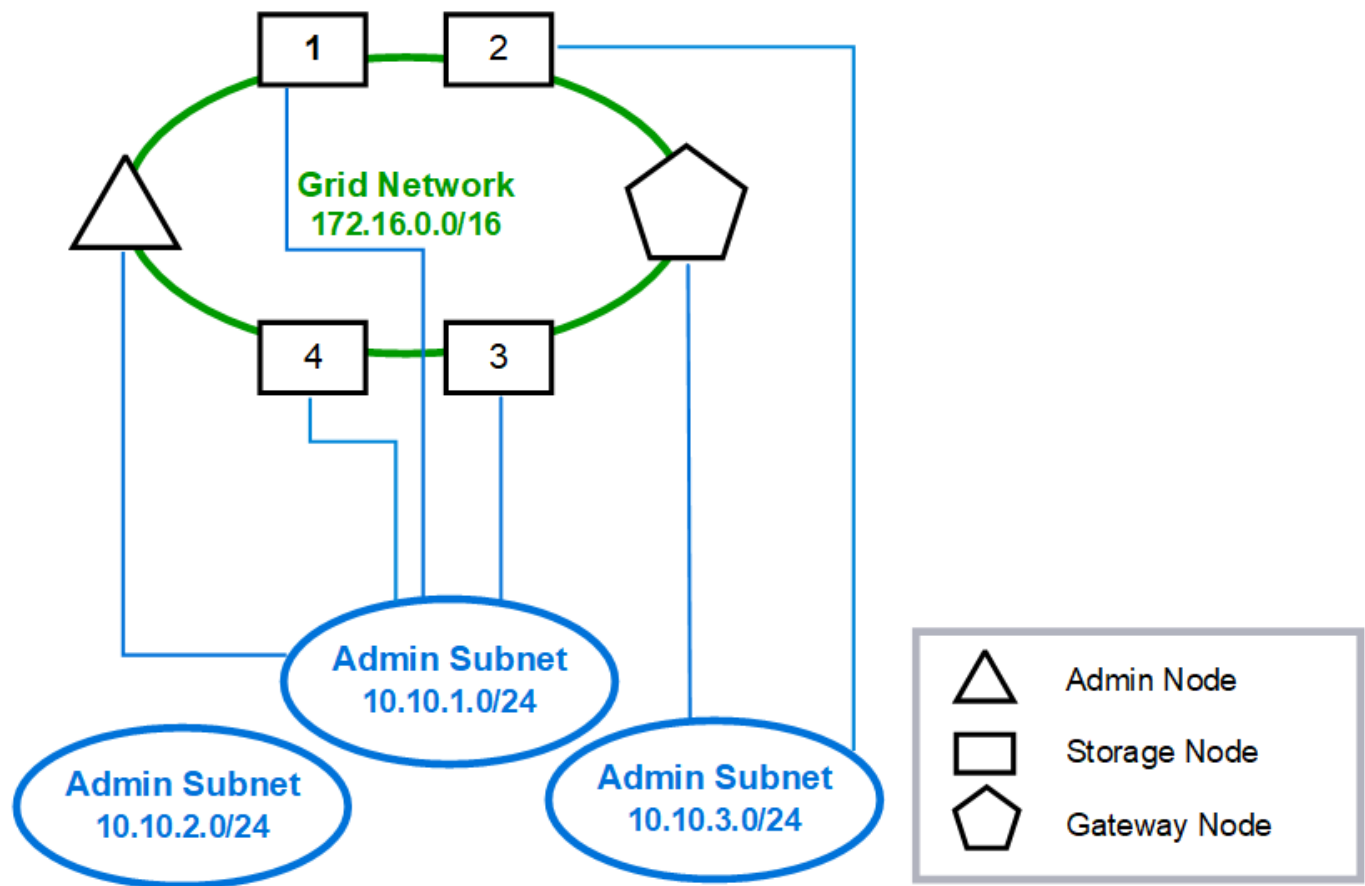 1
2
Grid Network
172.16.0.0/16
4
3
Admin Subnet
10.10.1.0/24
Admin Subnet
10.10.2.0/24
Admin Subnet
10.10.3.0/24
Admin Node
Storage Node
Gateway Node